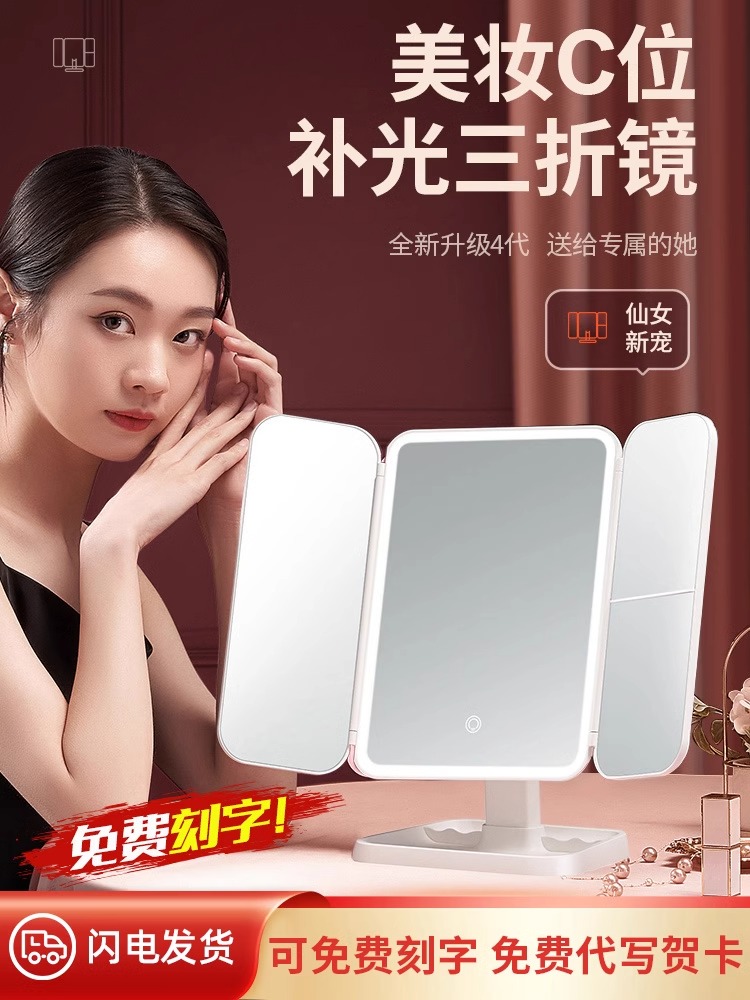 美妆C位
补光三折镜
全新升级4代 送给专属的她
仙女
新宠
免费刻字!
闪电发货
可免费刻字 免费代写贺卡